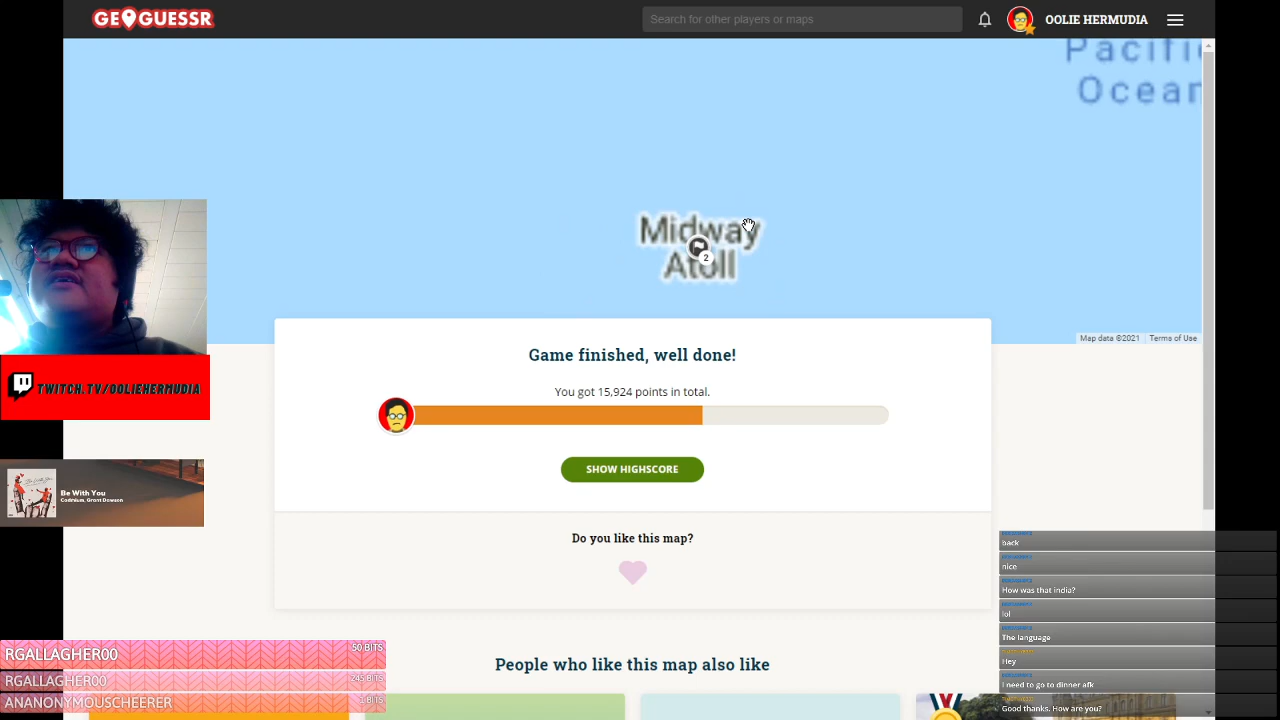 GEOGUESSR
Search for other players or maps
OOLIE HERMUDIA
Pacific
Ocean
Midway
Atoll
2
Map data ©2021
Terms of Use
Game finished, well done!
You got 15,924 points in total.
SHOW HIGHSCORE
Do you like this map?
People who like this map also like
TWITCH.TV/OOLIEHERMUDIA
Be With You
Codnium, Grant Dawson
RGALLAGHER00 50 BITS
RGALLAGHER00 245 BITS
ANANONYMOUSCHEERER 1 BITS
back
nice
How was that india?
lol
The language
Hey
I need to go to dinner afk
Good thanks. How are you?